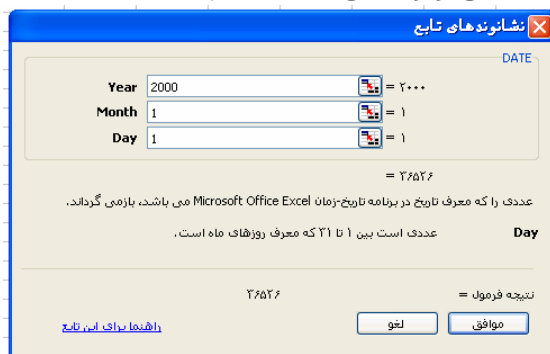 نشانوندهای تابع
DATE
Year 2000 = ۲۰۰۰
Month 1 = ۱
Day 1 = ۱
= ۳۶۵۲۶
عددی را که معرف تاریخ در برنامه تاریخ-زمان Microsoft Office Excel می باشد، بازمی گرداند.
Day عددی است بین ۱ تا ۳۱ که معرف روزهای ماه است.
نتیجه فرمول = ۳۶۵۲۶
راهنما برای این تابع لغو موافق